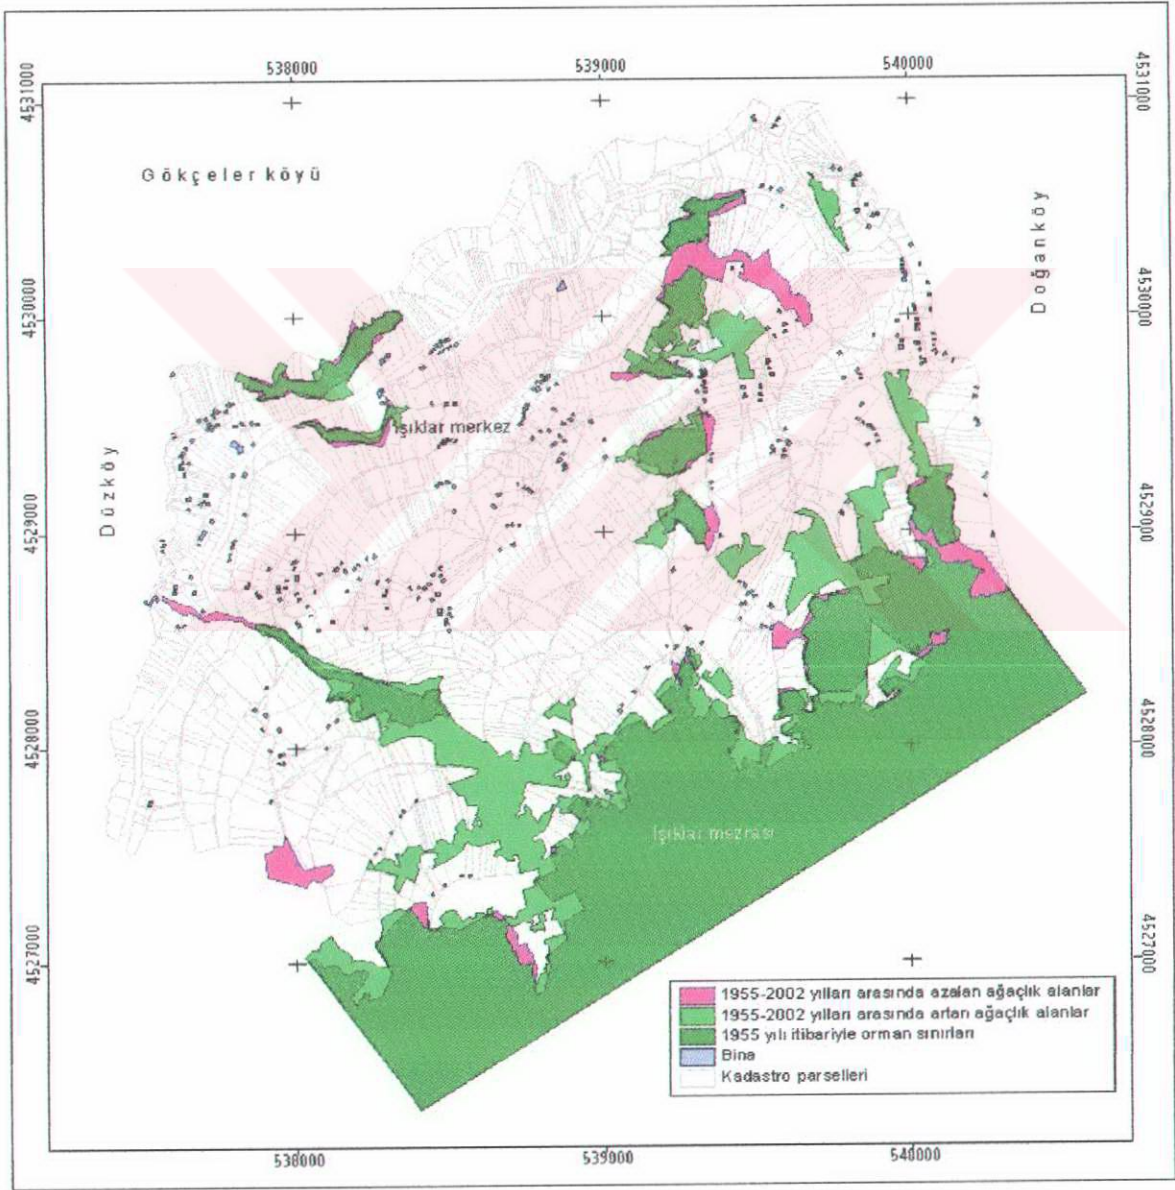 538000 539000 540000
4531000 4531000
Gökçeler köyü
Doğanköy
4530000 4530000
Işıklar merkez
Düzköy
4529000 4529000
4528000 4528000
Işıklar mezrası
4527000 4527000
1955-2002 yılları arasında azalan ağaçlık alanlar
1955-2002 yılları arasında artan ağaçlık alanlar
1955 yılı itibariyle orman sınırları
Bina
Kadastro parselleri
538000 539000 540000